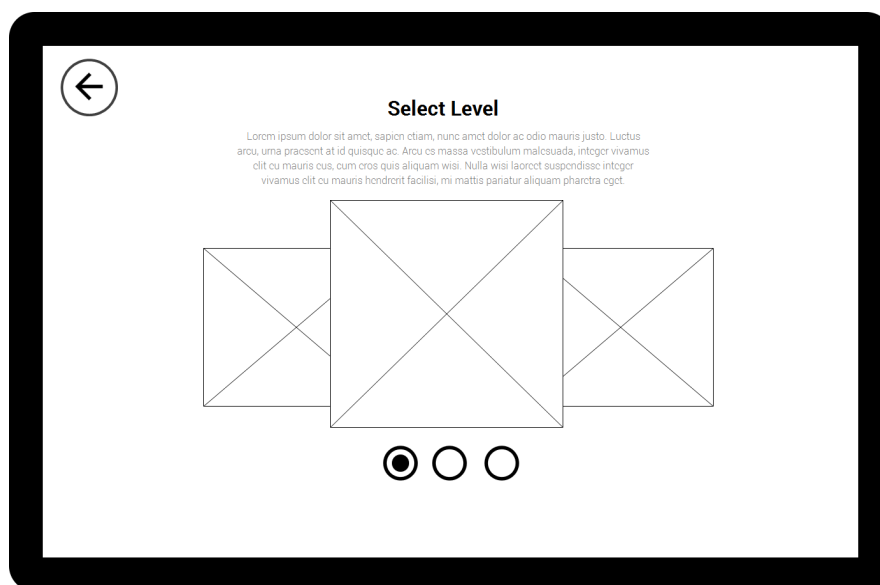 Select Level
Lorem ipsum dolor sit amet, sapien etiam, nunc amet dolor ac odio mauris justo. Luctus
arcu, urna praesent at id quisque ac. Arcu es massa vestibulum malesuada, integer vivamus
elit eu mauris eus, cum eros quis aliquam wisi. Nulla wisi laoreet suspendisse integer
vivamus elit eu mauris hendrerit facilisi, mi mattis pariatur aliquam pharetra eget.